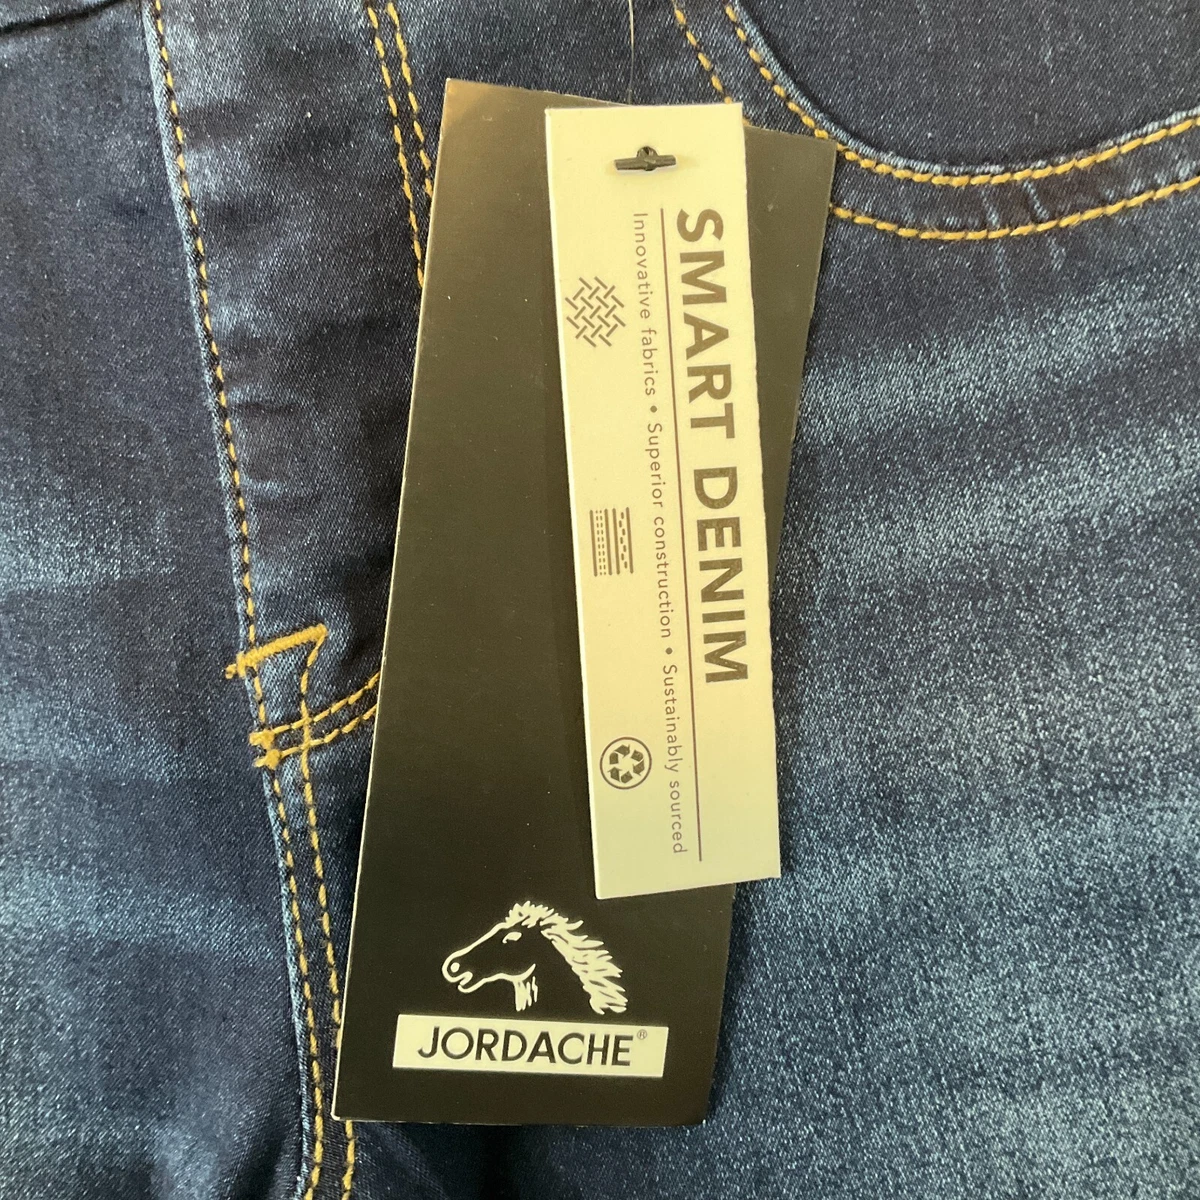 SMART DENIM
Innovative fabrics • Superior construction • Sustainably sourced
JORDACHE®